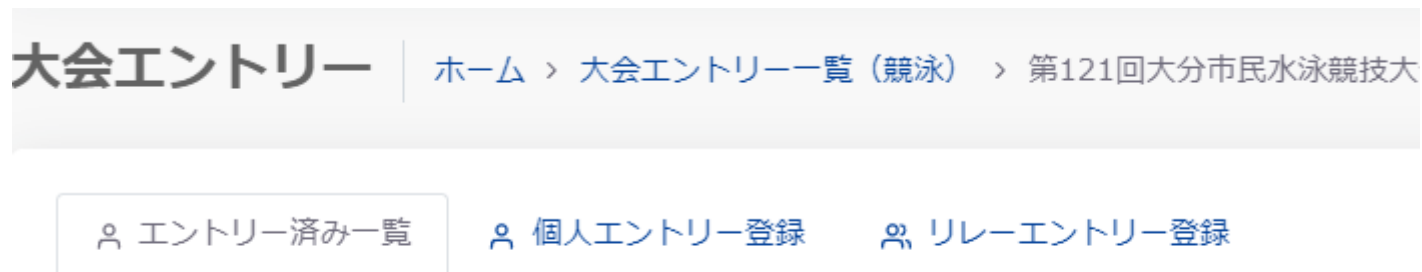 大会エントリー ホーム > 大会エントリー一覧（競泳） > 第121回大分市民水泳競技大
エントリー済み一覧 個人エントリー登録 リレーエントリー登録